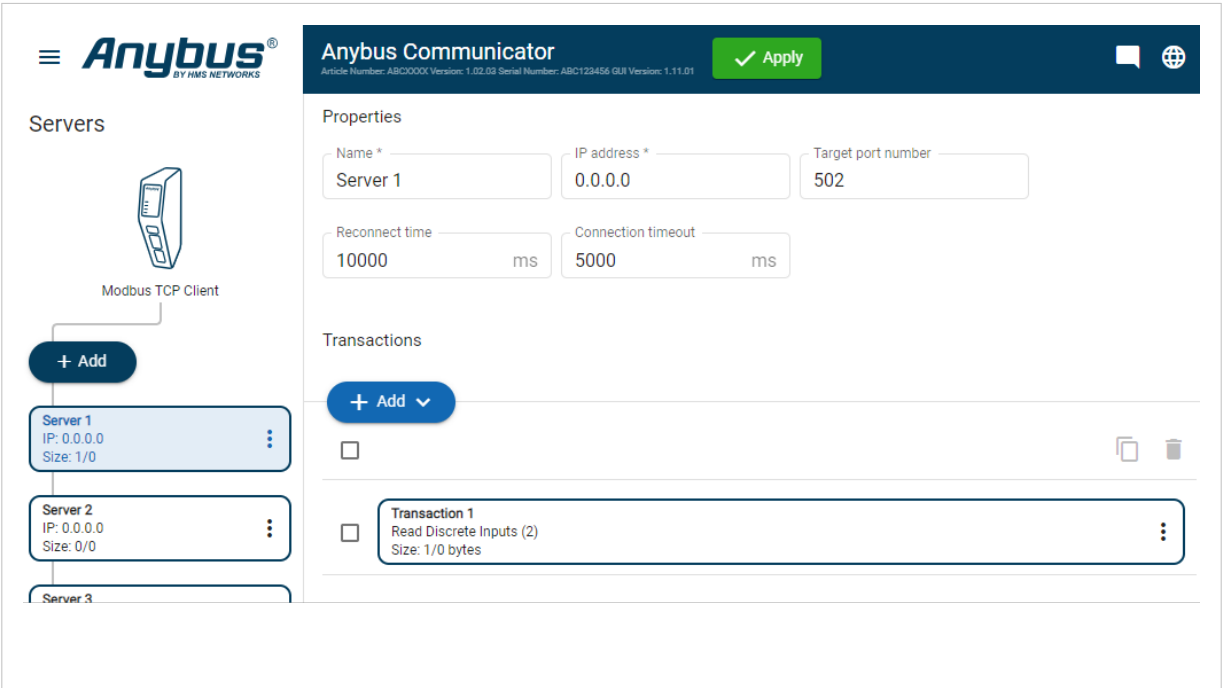 Anybus®
BY HMS NETWORKS
Anybus Communicator
Article Number: ABCXXXX Version: 1.02.03 Serial Number: ABC123456 GUI Version: 1.11.01
Apply
Servers
Modbus TCP Client
+ Add
Server 1
IP: 0.0.0.0
Size: 1/0
Server 2
IP: 0.0.0.0
Size: 0/0
Server 3
Properties
Name *
Server 1
IP address *
0.0.0.0
Target port number
502
Reconnect time
10000 ms
Connection timeout
5000 ms
Transactions
+ Add
Transaction 1
Read Discrete Inputs (2)
Size: 1/0 bytes